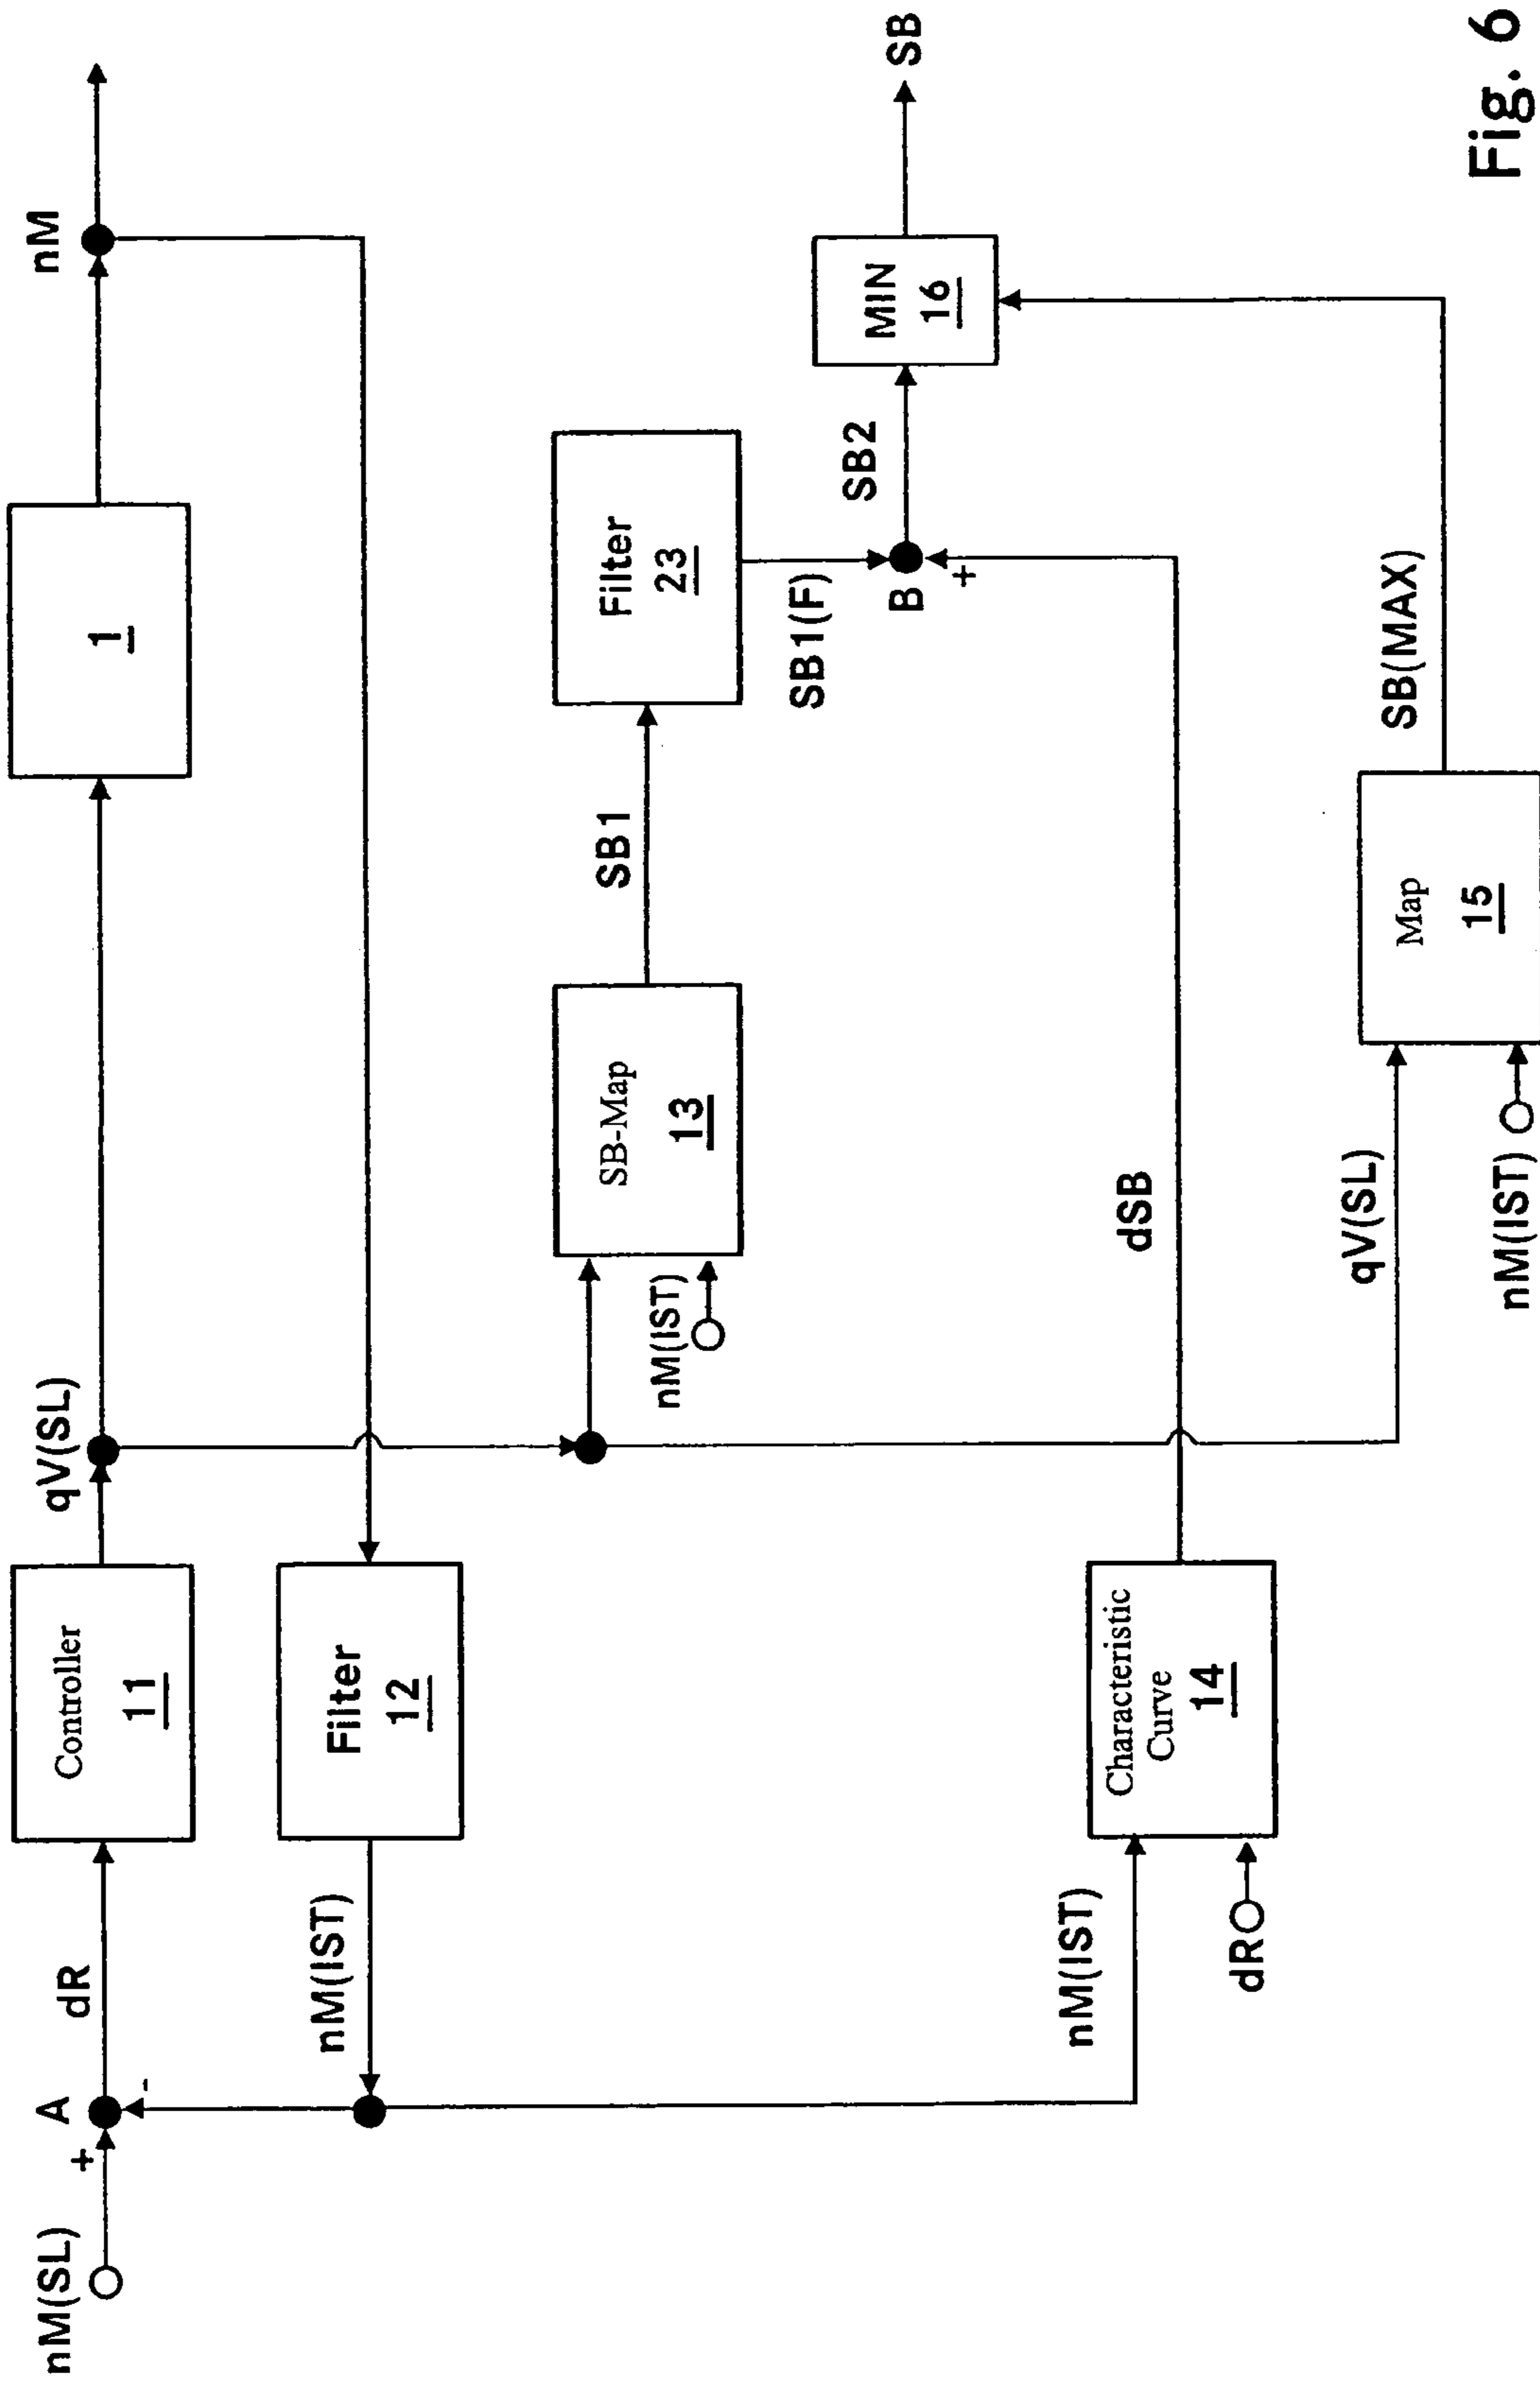 nM(SL)
+
A
-
dR
Controller
11
qV(SL)
1
nM
nM(IST)
Filter
12
nM(IST)
SB-Map
13
SB1
Filter
23
SB1(F)
B
+
SB2
MIN
16
SB
nM(IST)
dR
Characteristic
Curve
14
dSB
qV(SL)
nM(IST)
Map
15
SB(MAX)
Fig. 6